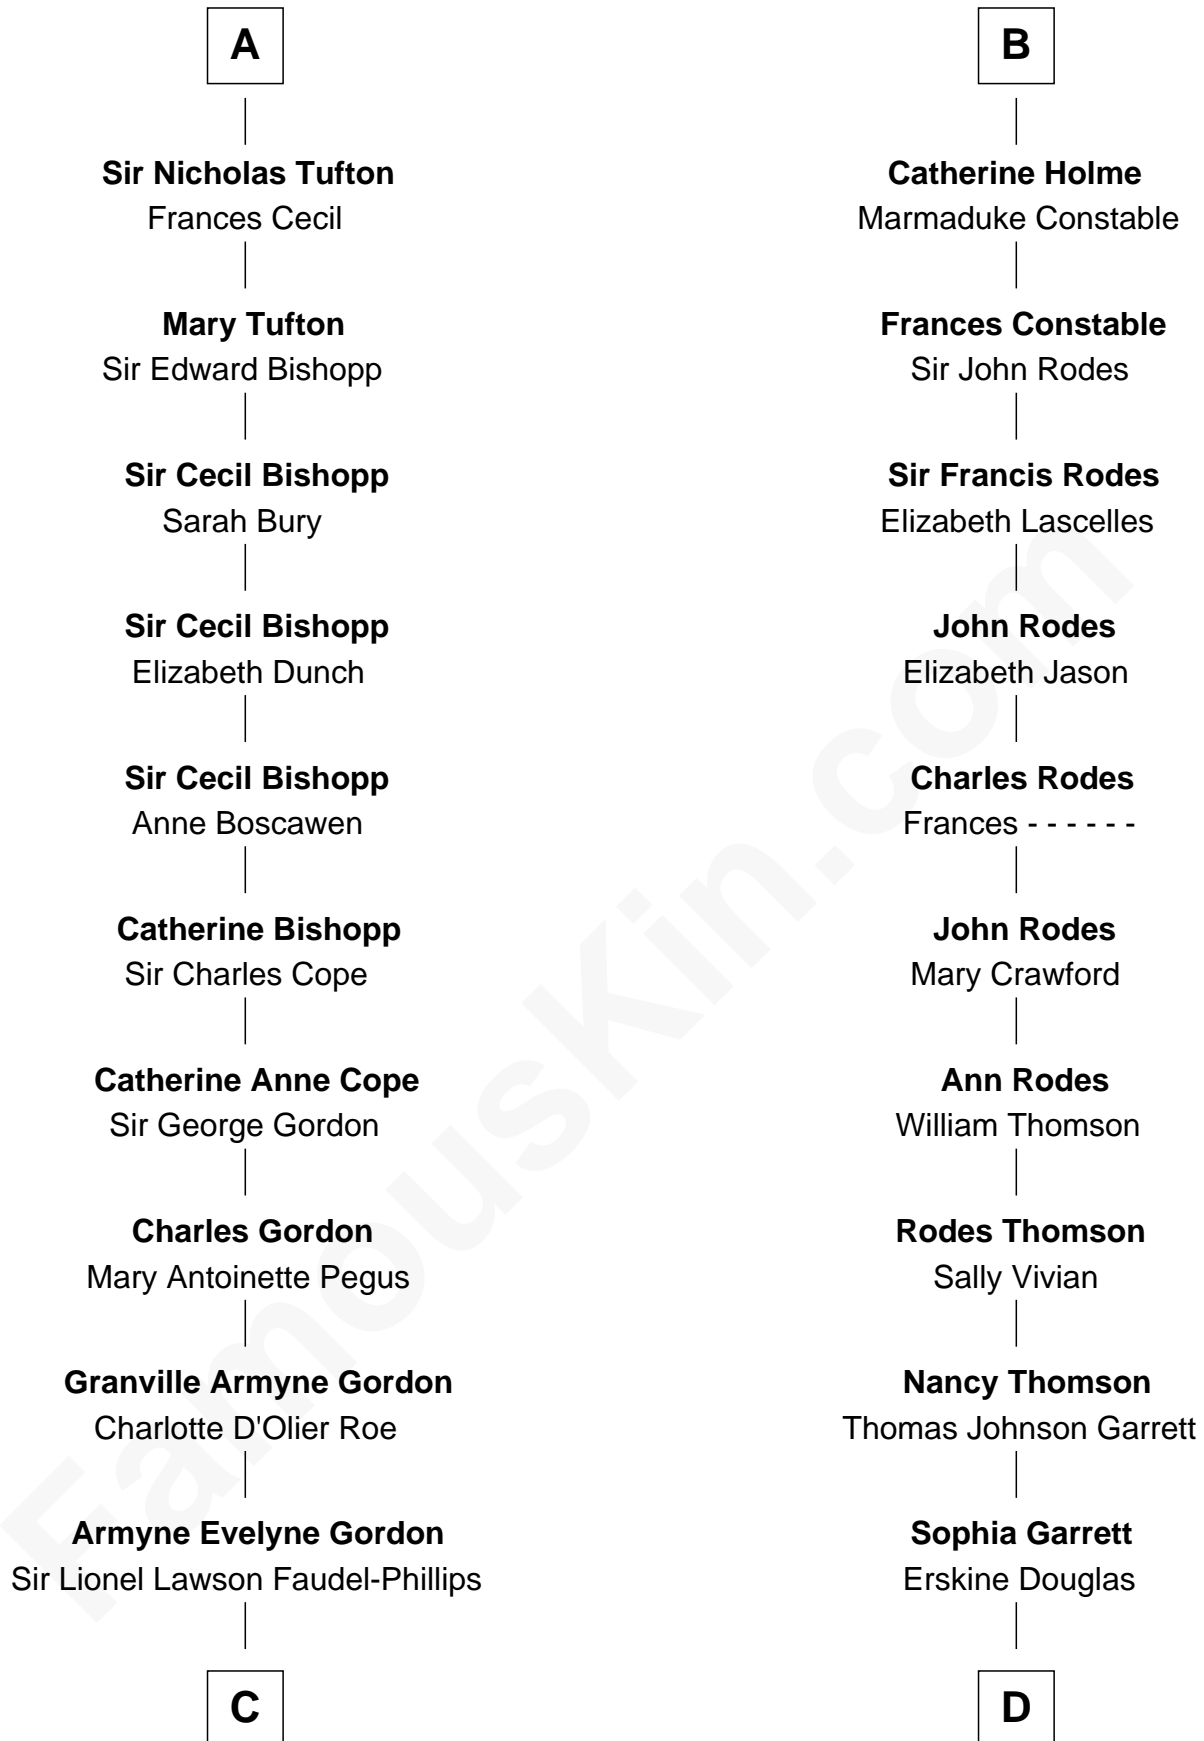 A
Sir Nicholas Tufton
Frances Cecil
Mary Tufton
Sir Edward Bishopp
Sir Cecil Bishopp
Sarah Bury
Sir Cecil Bishopp
Elizabeth Dunch
Sir Cecil Bishopp
Anne Boscawen
Catherine Bishopp
Sir Charles Cope
Catherine Anne Cope
Sir George Gordon
Charles Gordon
Mary Antoinette Pegus
Granville Armyne Gordon
Charlotte D'Olier Roe
Armyne Evelyne Gordon
Sir Lionel Lawson Faudel-Phillips
C
B
Catherine Holme
Marmaduke Constable
Frances Constable
Sir John Rodes
Sir Francis Rodes
Elizabeth Lascelles
John Rodes
Elizabeth Jason
Charles Rodes
Frances - - - - - -
John Rodes
Mary Crawford
Ann Rodes
William Thomson
Rodes Thomson
Sally Vivian
Nancy Thomson
Thomas Johnson Garrett
Sophia Garrett
Erskine Douglas
D
FamousKin.com